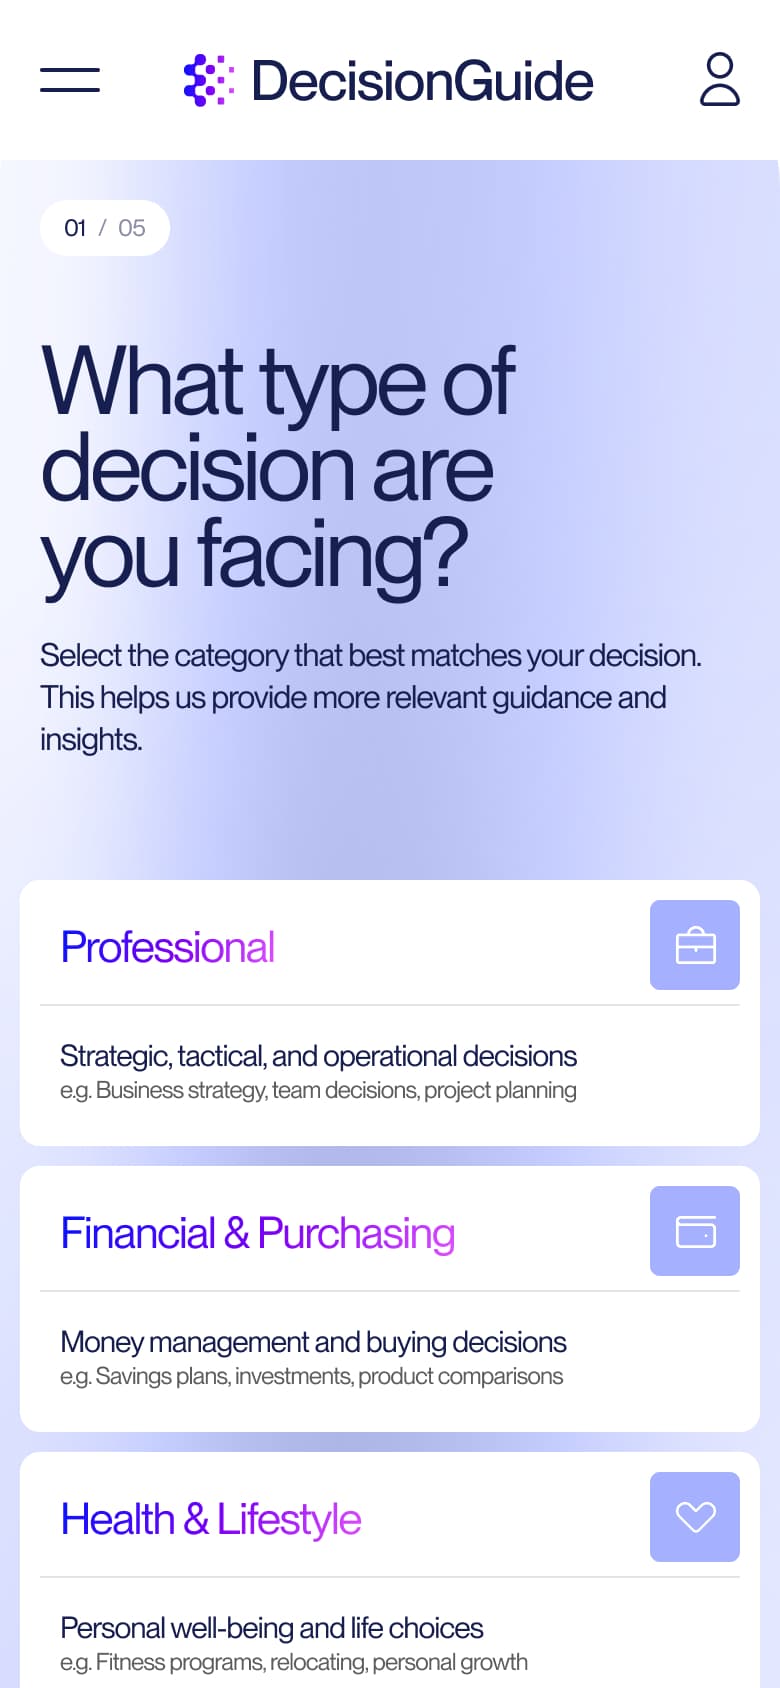 DecisionGuide
01 / 05
What type of
decision are
you facing?
Select the category that best matches your decision.
This helps us provide more relevant guidance and
insights.
Professional
Strategic, tactical, and operational decisions
e.g. Business strategy, team decisions, project planning
Financial & Purchasing
Money management and buying decisions
e.g. Savings plans, investments, product comparisons
Health & Lifestyle
Personal well-being and life choices
e.g. Fitness programs, relocating, personal growth